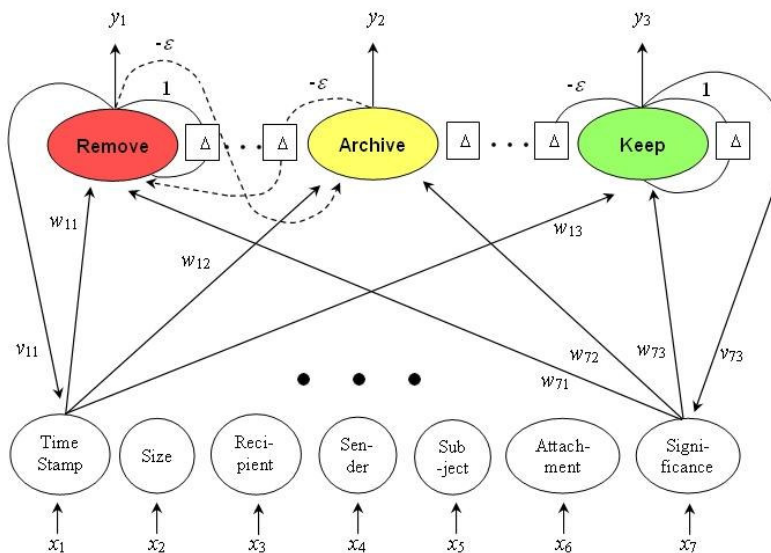 y1 y2 y3
-ε 1 -ε -ε 1
Δ Δ Δ Δ Δ
Remove Archive Keep
w11 w13
w12
v11 w72 w73 v73
w71
Time
Stamp
Size
Reci-
pient
Sen-
der
Sub
-ject
Attach-
ment
Signi-
ficance
x1 x2 x3 x4 x5 x6 x7